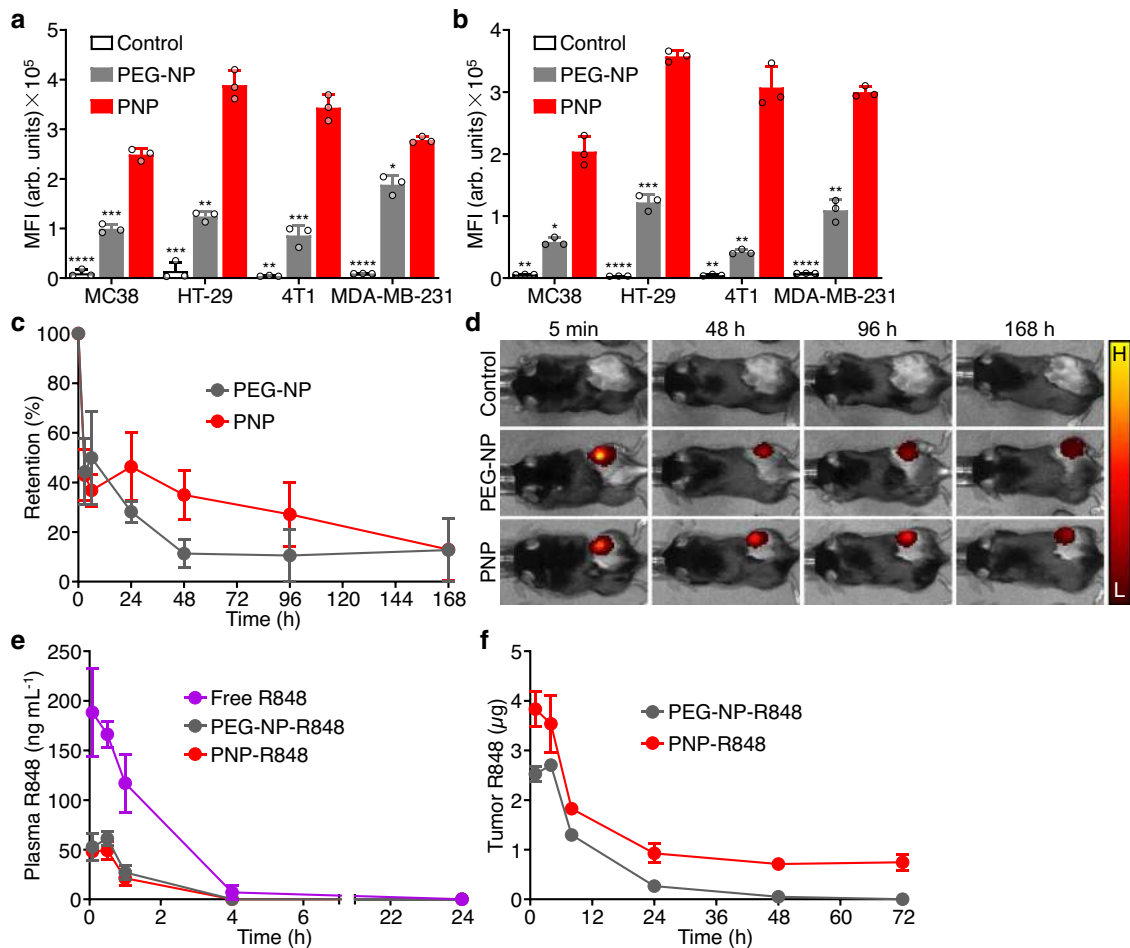 a
MFI (arb. units) ×10⁵
5
4
3
2
1
0
Control
PEG-NP
PNP
**** *** *** ** ** *** **** *
MC38 HT-29 4T1 MDA-MB-231
b
MFI (arb. units) ×10⁵
4
3
2
1
0
Control
PEG-NP
PNP
** * **** *** ** ** **** **
MC38 HT-29 4T1 MDA-MB-231
c
Retention (%)
100
80
60
40
20
0
PEG-NP
PNP
0 24 48 72 96 120 144 168
Time (h)
d
5 min 48 h 96 h 168 h
Control
PEG-NP
PNP
H
L
e
Plasma R848 (ng mL⁻¹)
250
200
150
100
50
0
Free R848
PEG-NP-R848
PNP-R848
0 2 4 22 24
Time (h)
f
Tumor R848 (µg)
5
4
3
2
1
0
PEG-NP-R848
PNP-R848
0 12 24 36 48 60 72
Time (h)